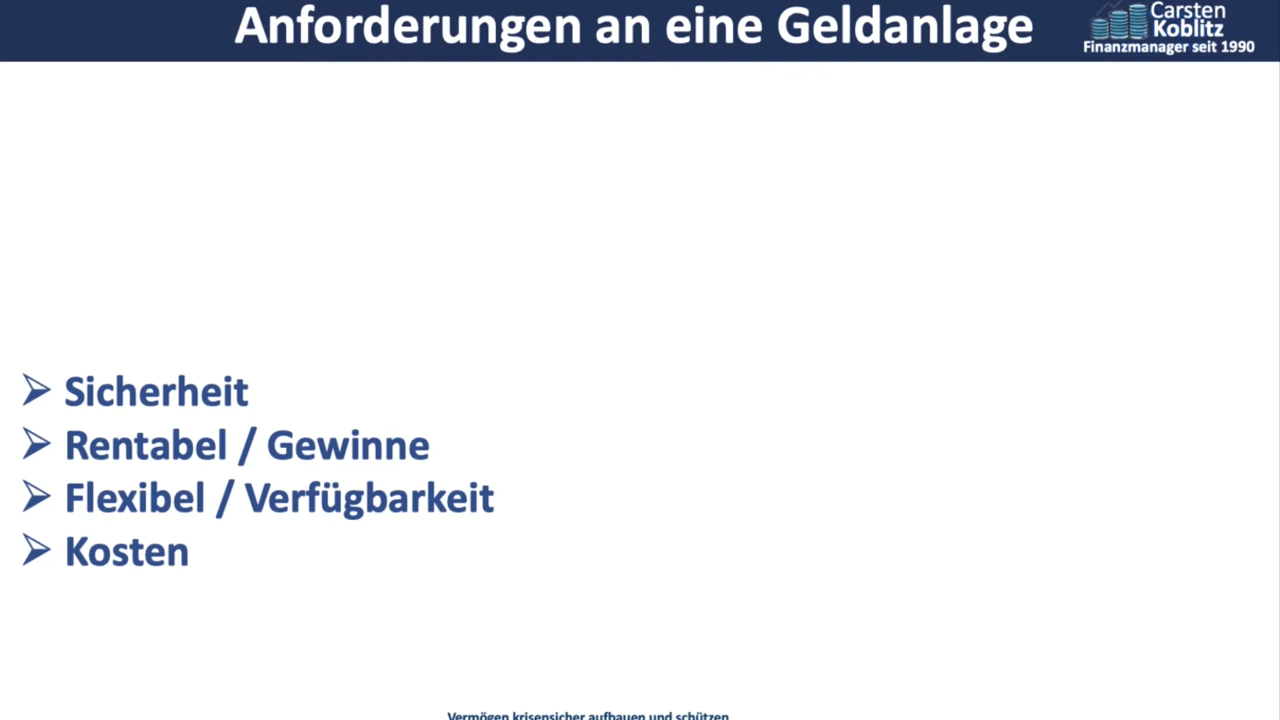 Anforderungen an eine Geldanlage
Carsten
Koblitz
Finanzmanager seit 1990
Sicherheit
Rentabel / Gewinne
Flexibel / Verfügbarkeit
Kosten
Vermögen krisensicher aufbauen und schützen